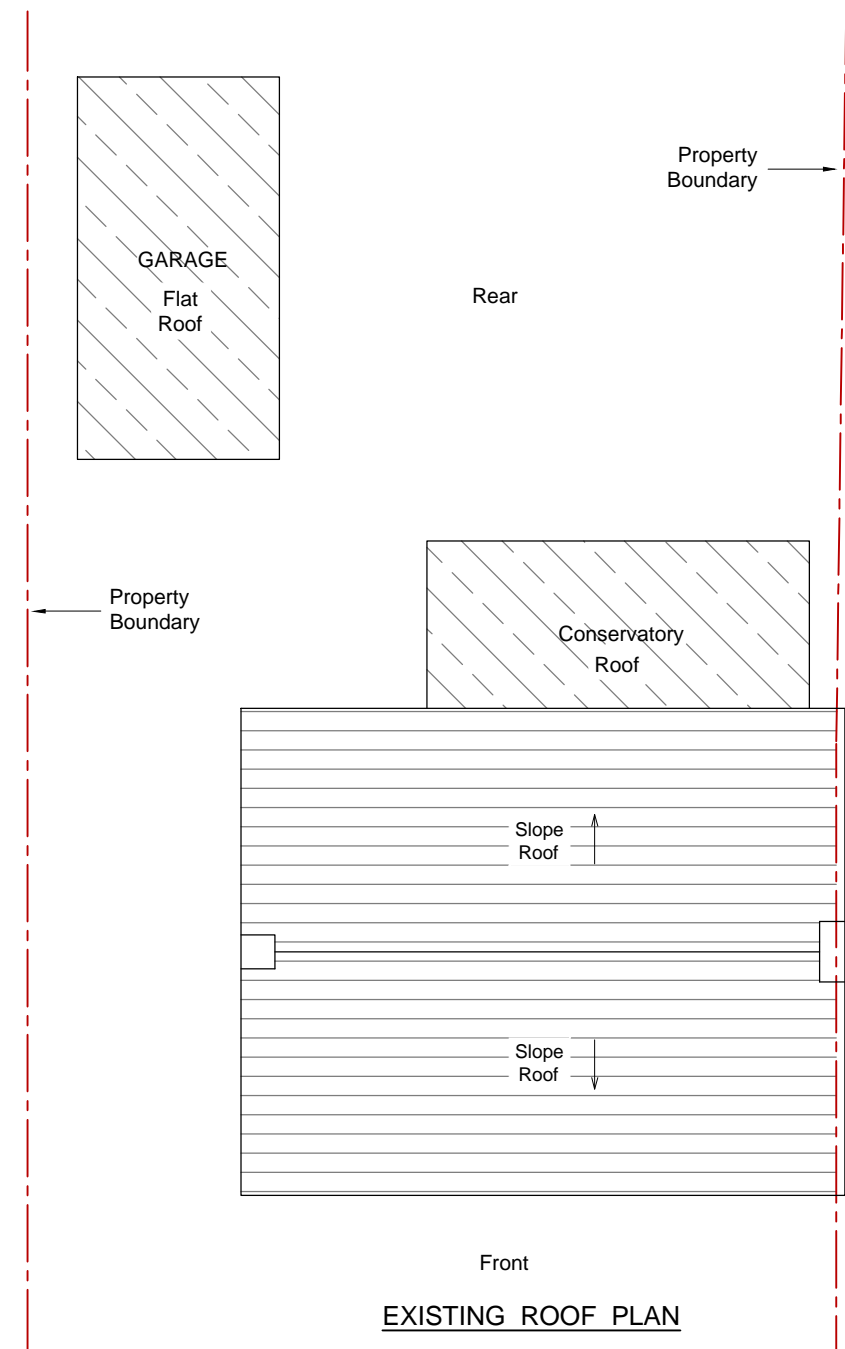 Property
Boundary
GARAGE
Flat
Roof
Rear
Property
Boundary
Conservatory
Roof
Slope
Roof
Slope
Roof
Front
EXISTING ROOF PLAN